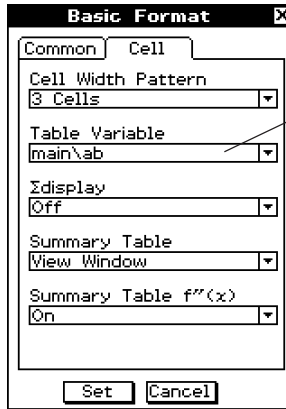 Basic Format X
Common Cell
Cell Width Pattern
3 Cells
Table Variable
main\ab
Σdisplay
Off
Summary Table
View Window
Summary Table f″(x)
On
Set Cancel